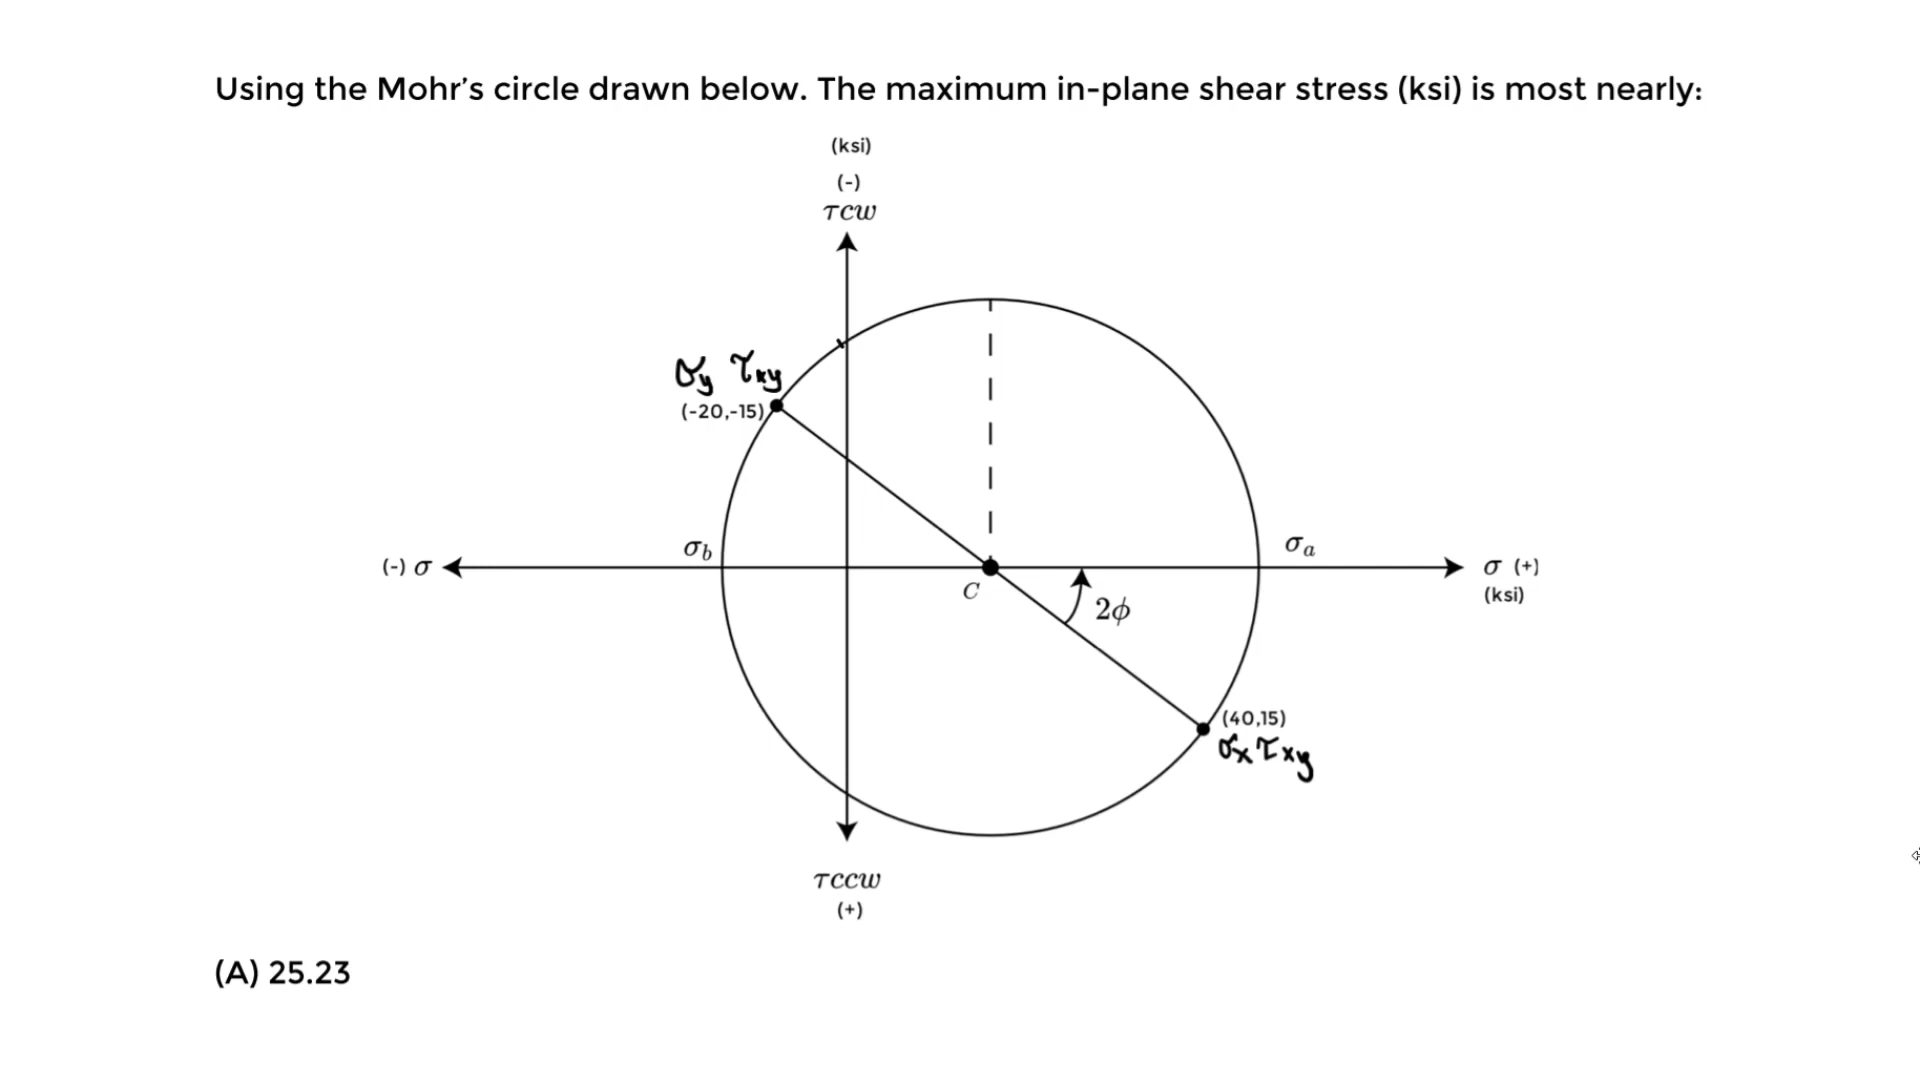 Using the Mohr’s circle drawn below. The maximum in-plane shear stress (ksi) is most nearly:
(ksi)
(-)
τcw
σy τxy
(-20,-15)
σb
σa
(-) σ
σ (+)
(ksi)
C
2ϕ
(40,15)
σx τxy
τccw
(+)
(A) 25.23